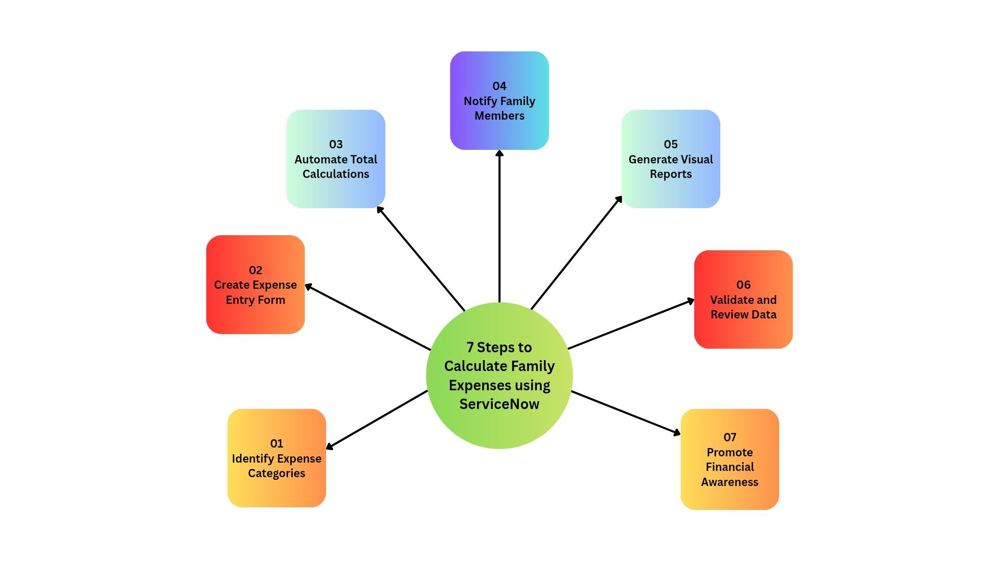 04
Notify Family
Members
03
Automate Total
Calculations
05
Generate Visual
Reports
02
Create Expense
Entry Form
06
Validate and
Review Data
7 Steps to
Calculate Family
Expenses using
ServiceNow
01
Identify Expense
Categories
07
Promote
Financial
Awareness